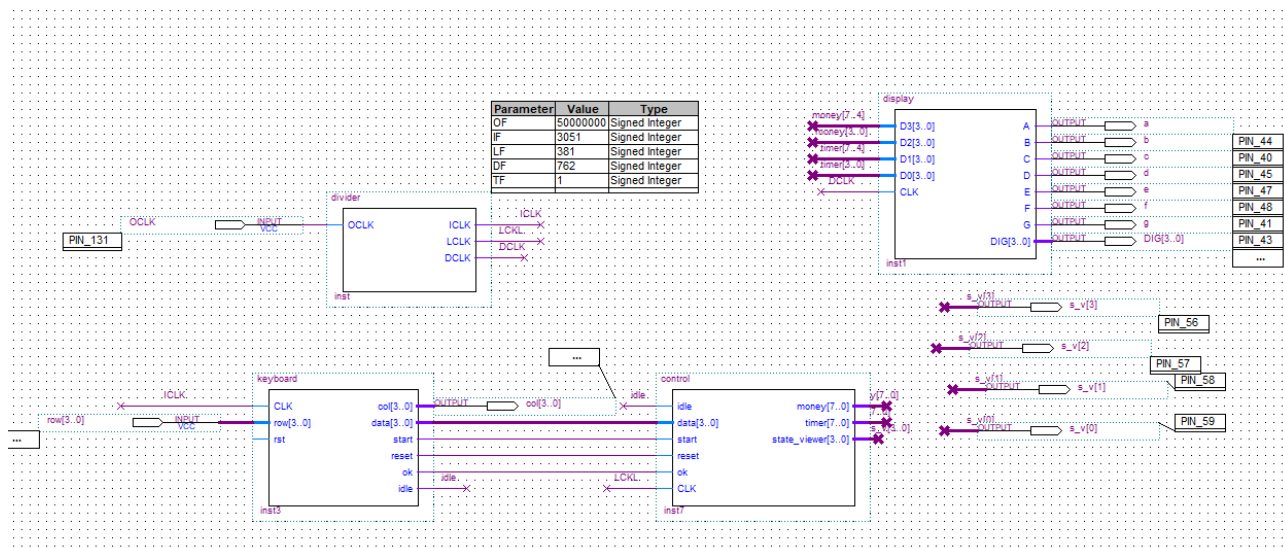 Parameter Value Type
OF 50000000 Signed Integer
IF 3051 Signed Integer
LF 381 Signed Integer
DF 762 Signed Integer
TF 1 Signed Integer
divider
OCLK
INPUT
VCC
PIN_131
OCLK
ICLK
LCLK
DCLK
ICLK
LCKL
DCLK
inst
display
money[7..4]
money[3..0]
timer[7..4]
timer[3..0]
DCLK
D3[3..0]
D2[3..0]
D1[3..0]
D0[3..0]
CLK
A
B
C
D
E
F
G
DIG[3..0]
OUTPUT a
OUTPUT b
OUTPUT c
OUTPUT d
OUTPUT e
OUTPUT f
OUTPUT g
OUTPUT DIG[3..0]
PIN_44
PIN_40
PIN_45
PIN_47
PIN_48
PIN_41
PIN_43
...
inst1
s_v[3]
OUTPUT s_v[3]
PIN_56
s_v[2]
OUTPUT s_v[2]
PIN_57
s_v[1]
OUTPUT s_v[1]
PIN_58
s_v[0]
OUTPUT s_v[0]
PIN_59
keyboard
ICLK
row[3..0]
INPUT
VCC
...
CLK
row[3..0]
rst
col[3..0]
data[3..0]
start
reset
ok
idle
OUTPUT col[3..0]
...
idle
inst3
control
idle
LCKL
idle
data[3..0]
start
reset
ok
CLK
money[7..0]
timer[7..0]
state_viewer[3..0]
y[7..0]
inst7